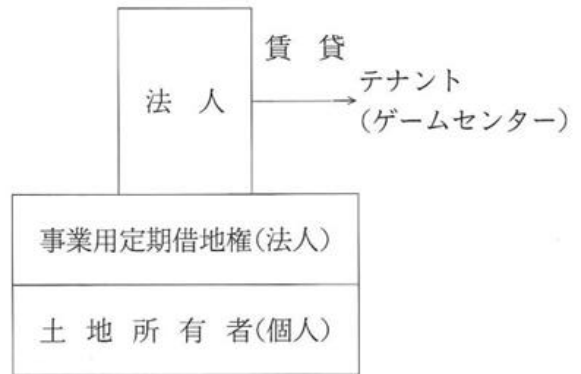 賃貸
法人
テナント
(ゲームセンター)
事業用定期借地権(法人)
土地所有者(個人)